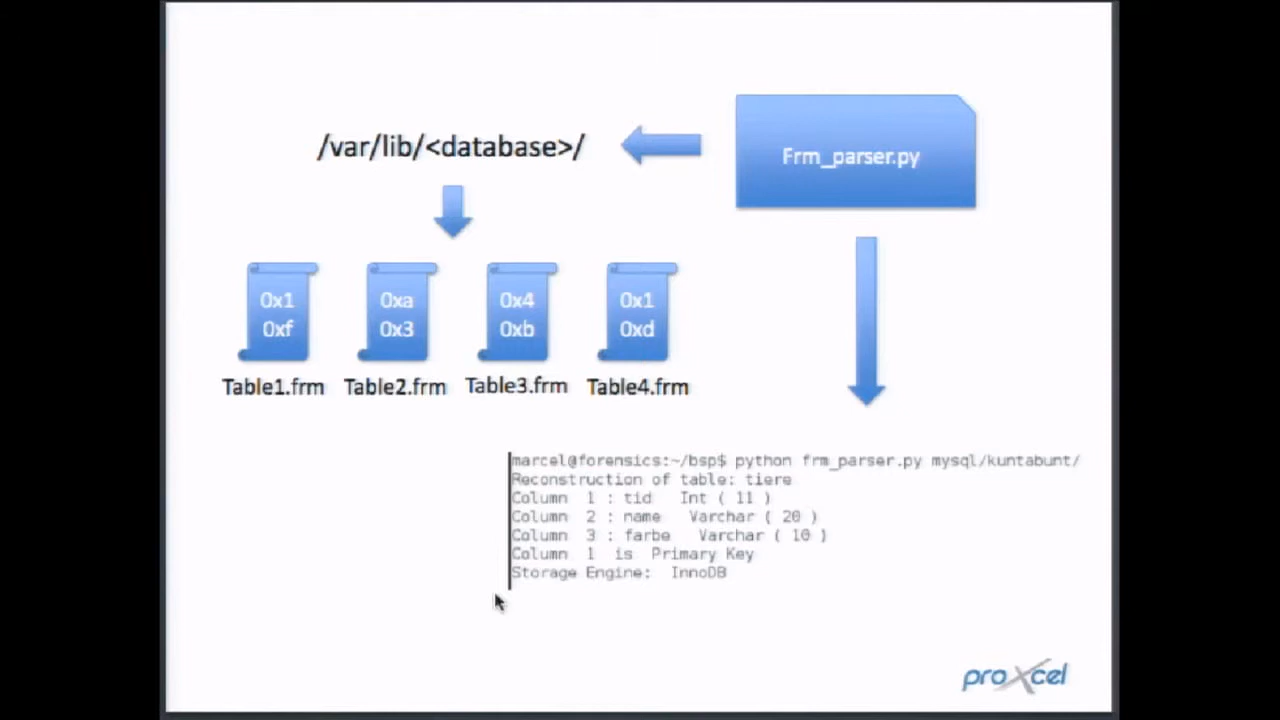 /var/lib/<database>/
Frm_parser.py
0x1
0xf
0xa
0x3
0x4
0xb
0x1
0xd
Table1.frm
Table2.frm
Table3.frm
Table4.frm
marcel@forensics:~/bsp$ python frm_parser.py mysql/kuntabunt/
Reconstruction of table: tiere
Column 1 : tid Int ( 11 )
Column 2 : name Varchar ( 20 )
Column 3 : farbe Varchar ( 10 )
Column 1 is Primary Key
Storage Engine: InnoDB
proXcel